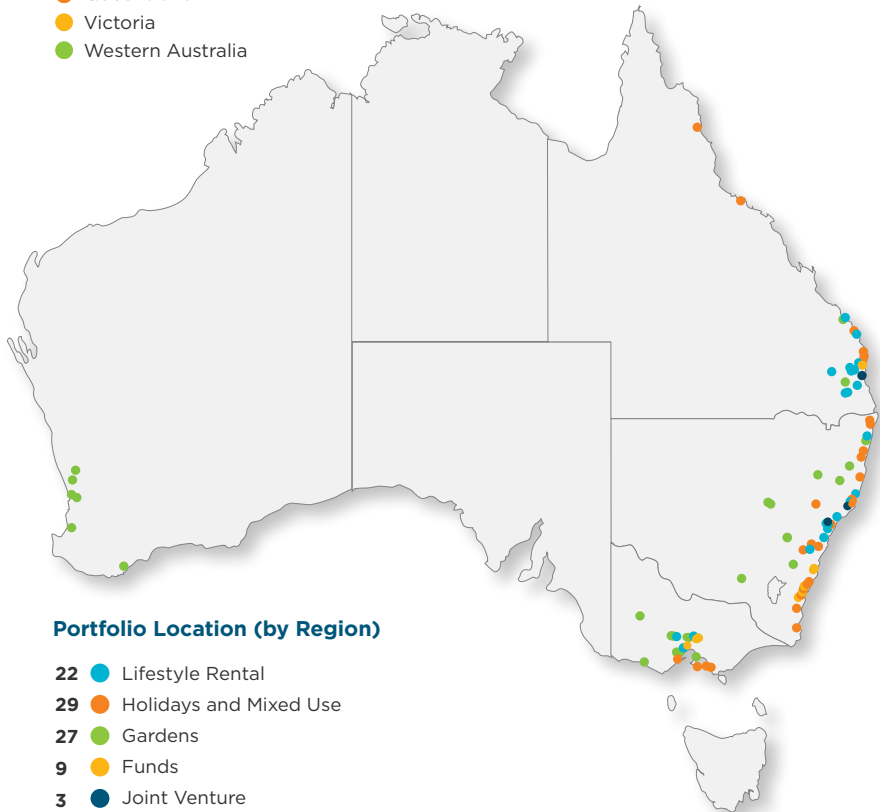 Victoria
Western Australia
Portfolio Location (by Region)
22 Lifestyle Rental
29 Holidays and Mixed Use
27 Gardens
9 Funds
3 Joint Venture